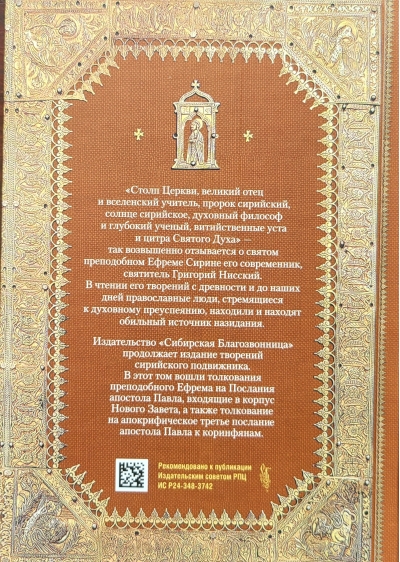 «Столп Церкви, великий отец
и вселенский учитель, пророк сирийский,
солнце сирийское, духовный философ
и глубокий ученый, витийственные уста
и цитра Святого Духа» —
так возвышенно отзывается о святом
преподобном Ефреме Сирине его современник,
святитель Григорий Нисский.
В чтении его творений с древности и до наших
дней православные люди, стремящиеся
к духовному преуспеянию, находили и находят
обильный источник назидания.
Издательство «Сибирская Благозвонница»
продолжает издание творений
сирийского подвижника.
В этот том вошли толкования
преподобного Ефрема на Послания
апостола Павла, входящие в корпус
Нового Завета, а также толкование
на апокрифическое третье послание
апостола Павла к коринфянам.
Рекомендовано к публикации
Издательским советом РПЦ
ИС Р24-348-3742